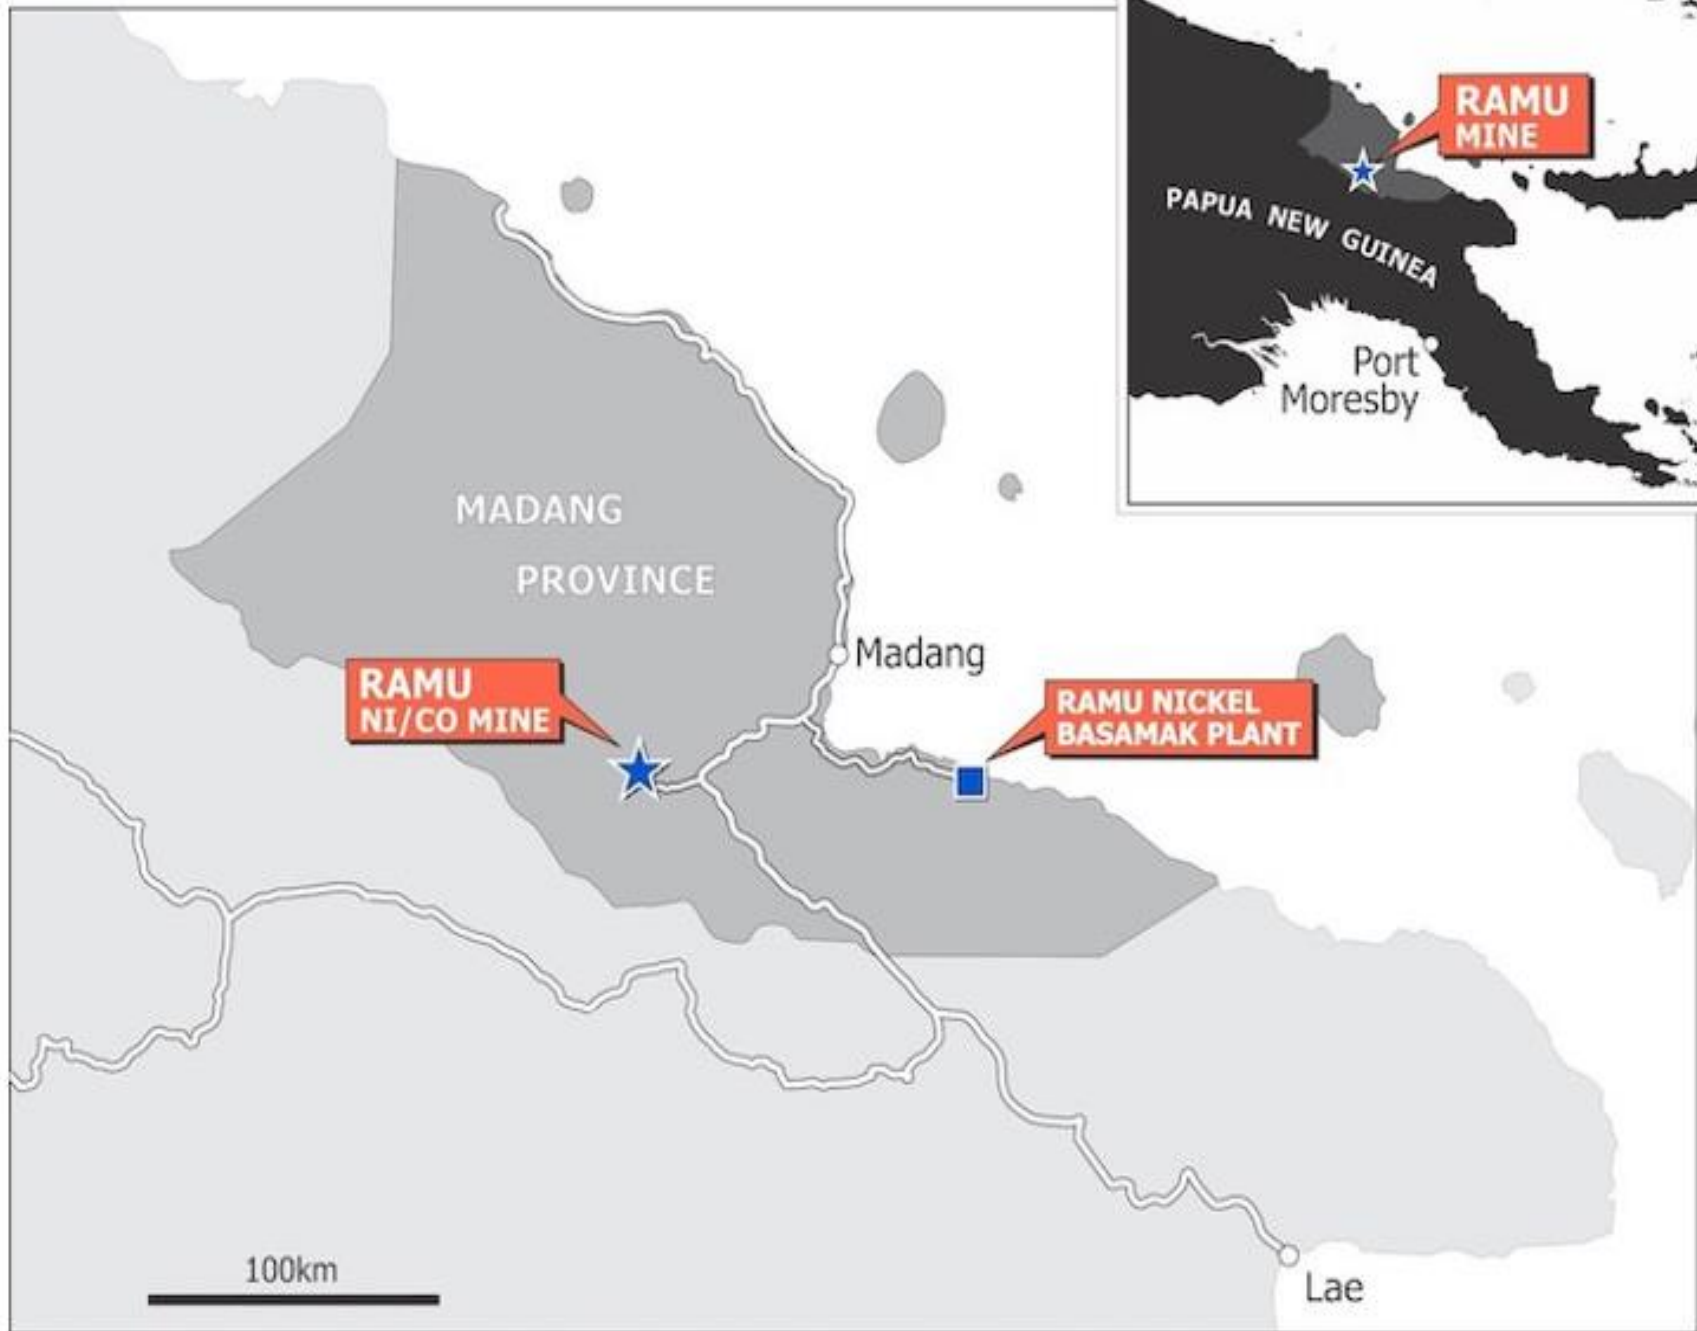 RAMU
MINE
PAPUA NEW GUINEA
Port
Moresby
MADANG
PROVINCE
Madang
RAMU
NI/CO MINE
RAMU NICKEL
BASAMAK PLANT
100km
Lae